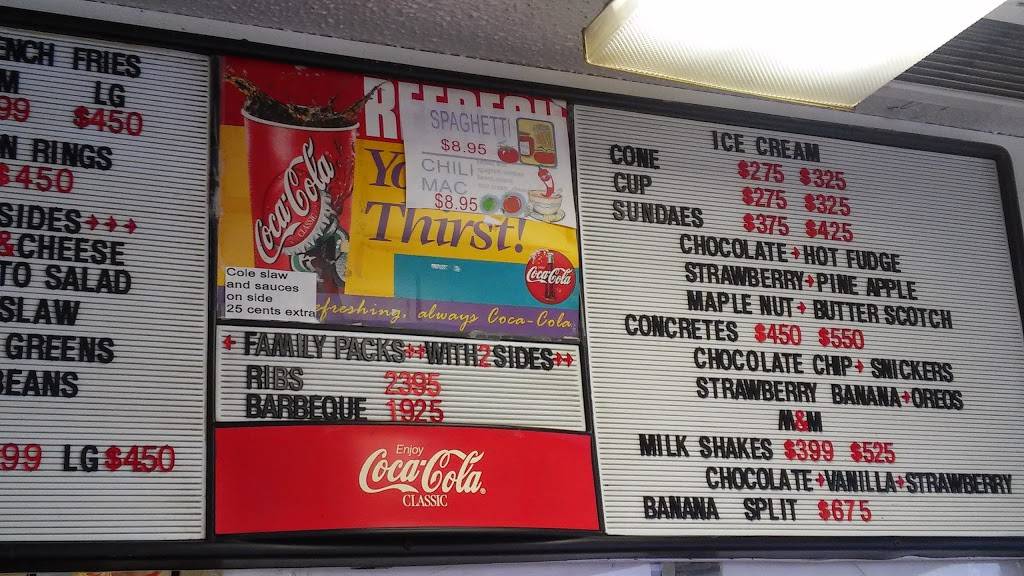 ENCH FRIES
M LG
99 $450
N RINGS
$450
SIDES
&CHEESE
TO SALAD
SLAW
GREENS
BEANS
99 LG $450
REFRESH
Coca-Cola
CLASSIC
SPAGHETTI
$8.95
CHILI
MAC
$8.95
Yo
Thirst!
Coca-Cola
Cole slaw
and sauces
on side
25 cents extra
freshing, always Coca-Cola
FAMILY PACKS WITH 2 SIDES
RIBS 2395
BARBEQUE 1925
Enjoy
Coca-Cola
CLASSIC
ICE CREAM
CONE $275 $325
CUP $275 $325
SUNDAES $375 $425
CHOCOLATE HOT FUDGE
STRAWBERRY PINE APPLE
MAPLE NUT BUTTER SCOTCH
CONCRETES $450 $550
CHOCOLATE CHIP SNICKERS
STRAWBERRY BANANA OREOS
M&M
MILK SHAKES $399 $525
CHOCOLATE VANILLA STRAWBERRY
BANANA SPLIT $675